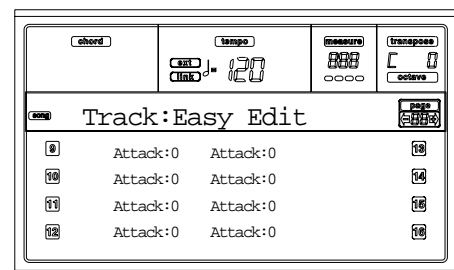 chord tempo measure transpose
ext
link
120
888
C 0
octave
song Track:Easy Edit page
88
9 Attack:0 Attack:0 13
10 Attack:0 Attack:0 14
11 Attack:0 Attack:0 15
12 Attack:0 Attack:0 16